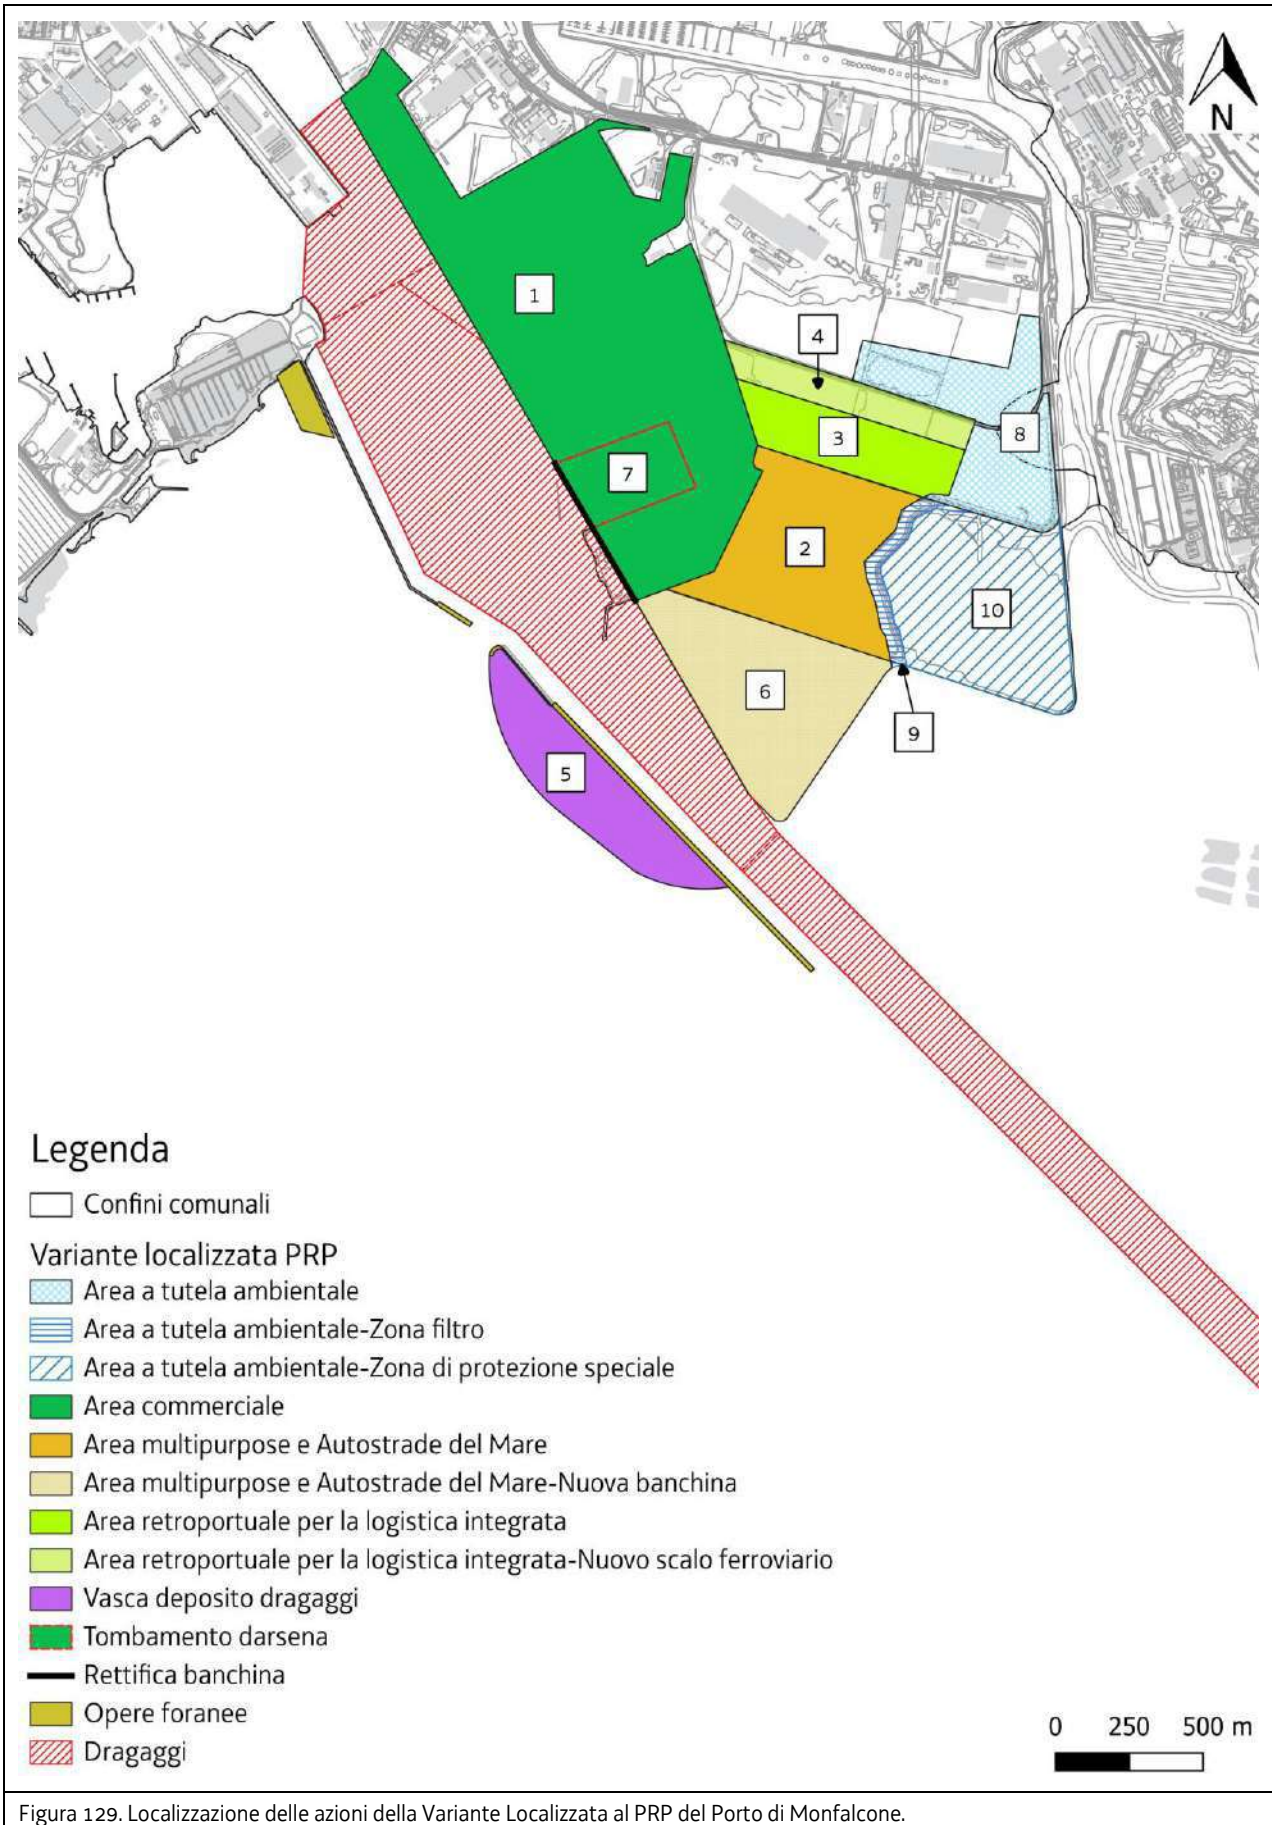 N
1
4
3
8
7
2
10
6
9
5
Legenda
Confini comunali
Variante localizzata PRP
Area a tutela ambientale
Area a tutela ambientale-Zona filtro
Area a tutela ambientale-Zona di protezione speciale
Area commerciale
Area multipurpose e Autostrade del Mare
Area multipurpose e Autostrade del Mare-Nuova banchina
Area retroportuale per la logistica integrata
Area retroportuale per la logistica integrata-Nuovo scalo ferroviario
Vasca deposito dragaggi
Tombamento darsena
Rettifica banchina
Opere foranee
Dragaggi
0 250 500 m
Figura 129. Localizzazione delle azioni della Variante Localizzata al PRP del Porto di Monfalcone.